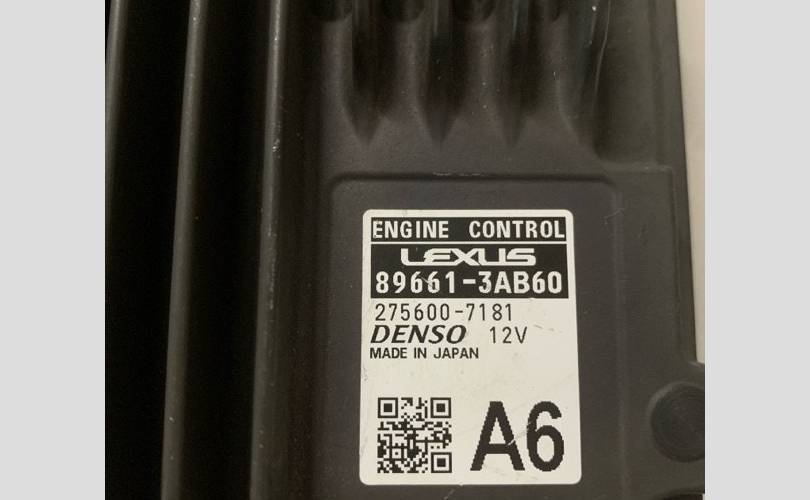 ENGINE CONTROL
LEXUS
89661-3AB60
275600-7181
DENSO 12V
MADE IN JAPAN
A6